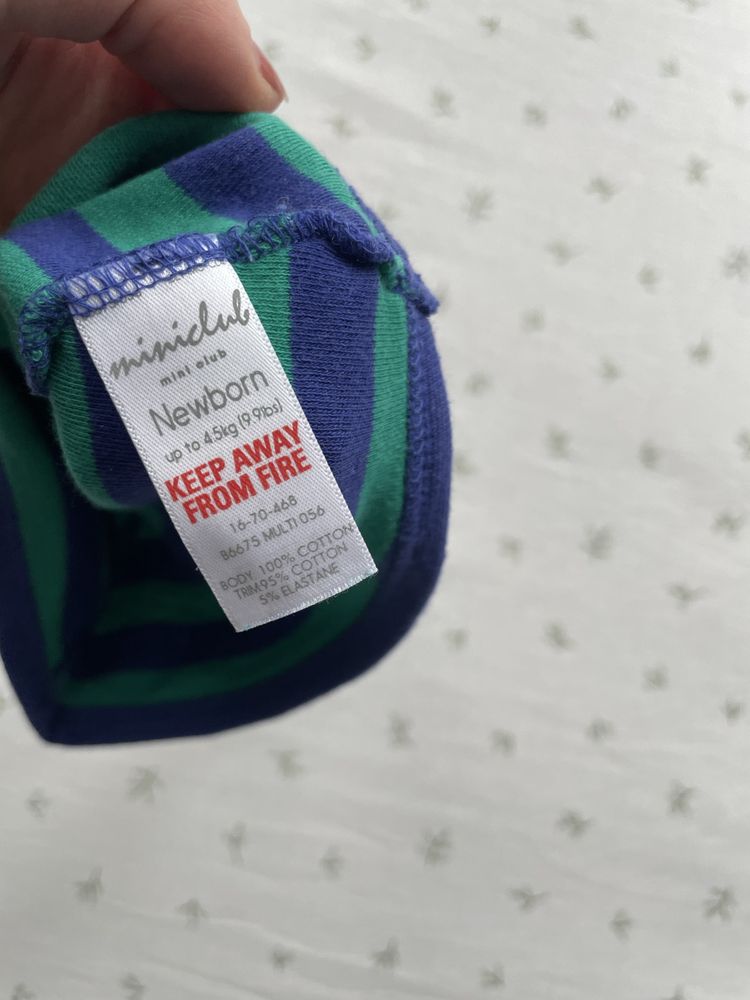 miniclub
mini club
Newborn
up to 4.5kg (9.9lbs)
KEEP AWAY
FROM FIRE
16-70-468
B6675 MULTI 056
BODY 100% COTTON
TRIM95% COTTON
5% ELASTANE